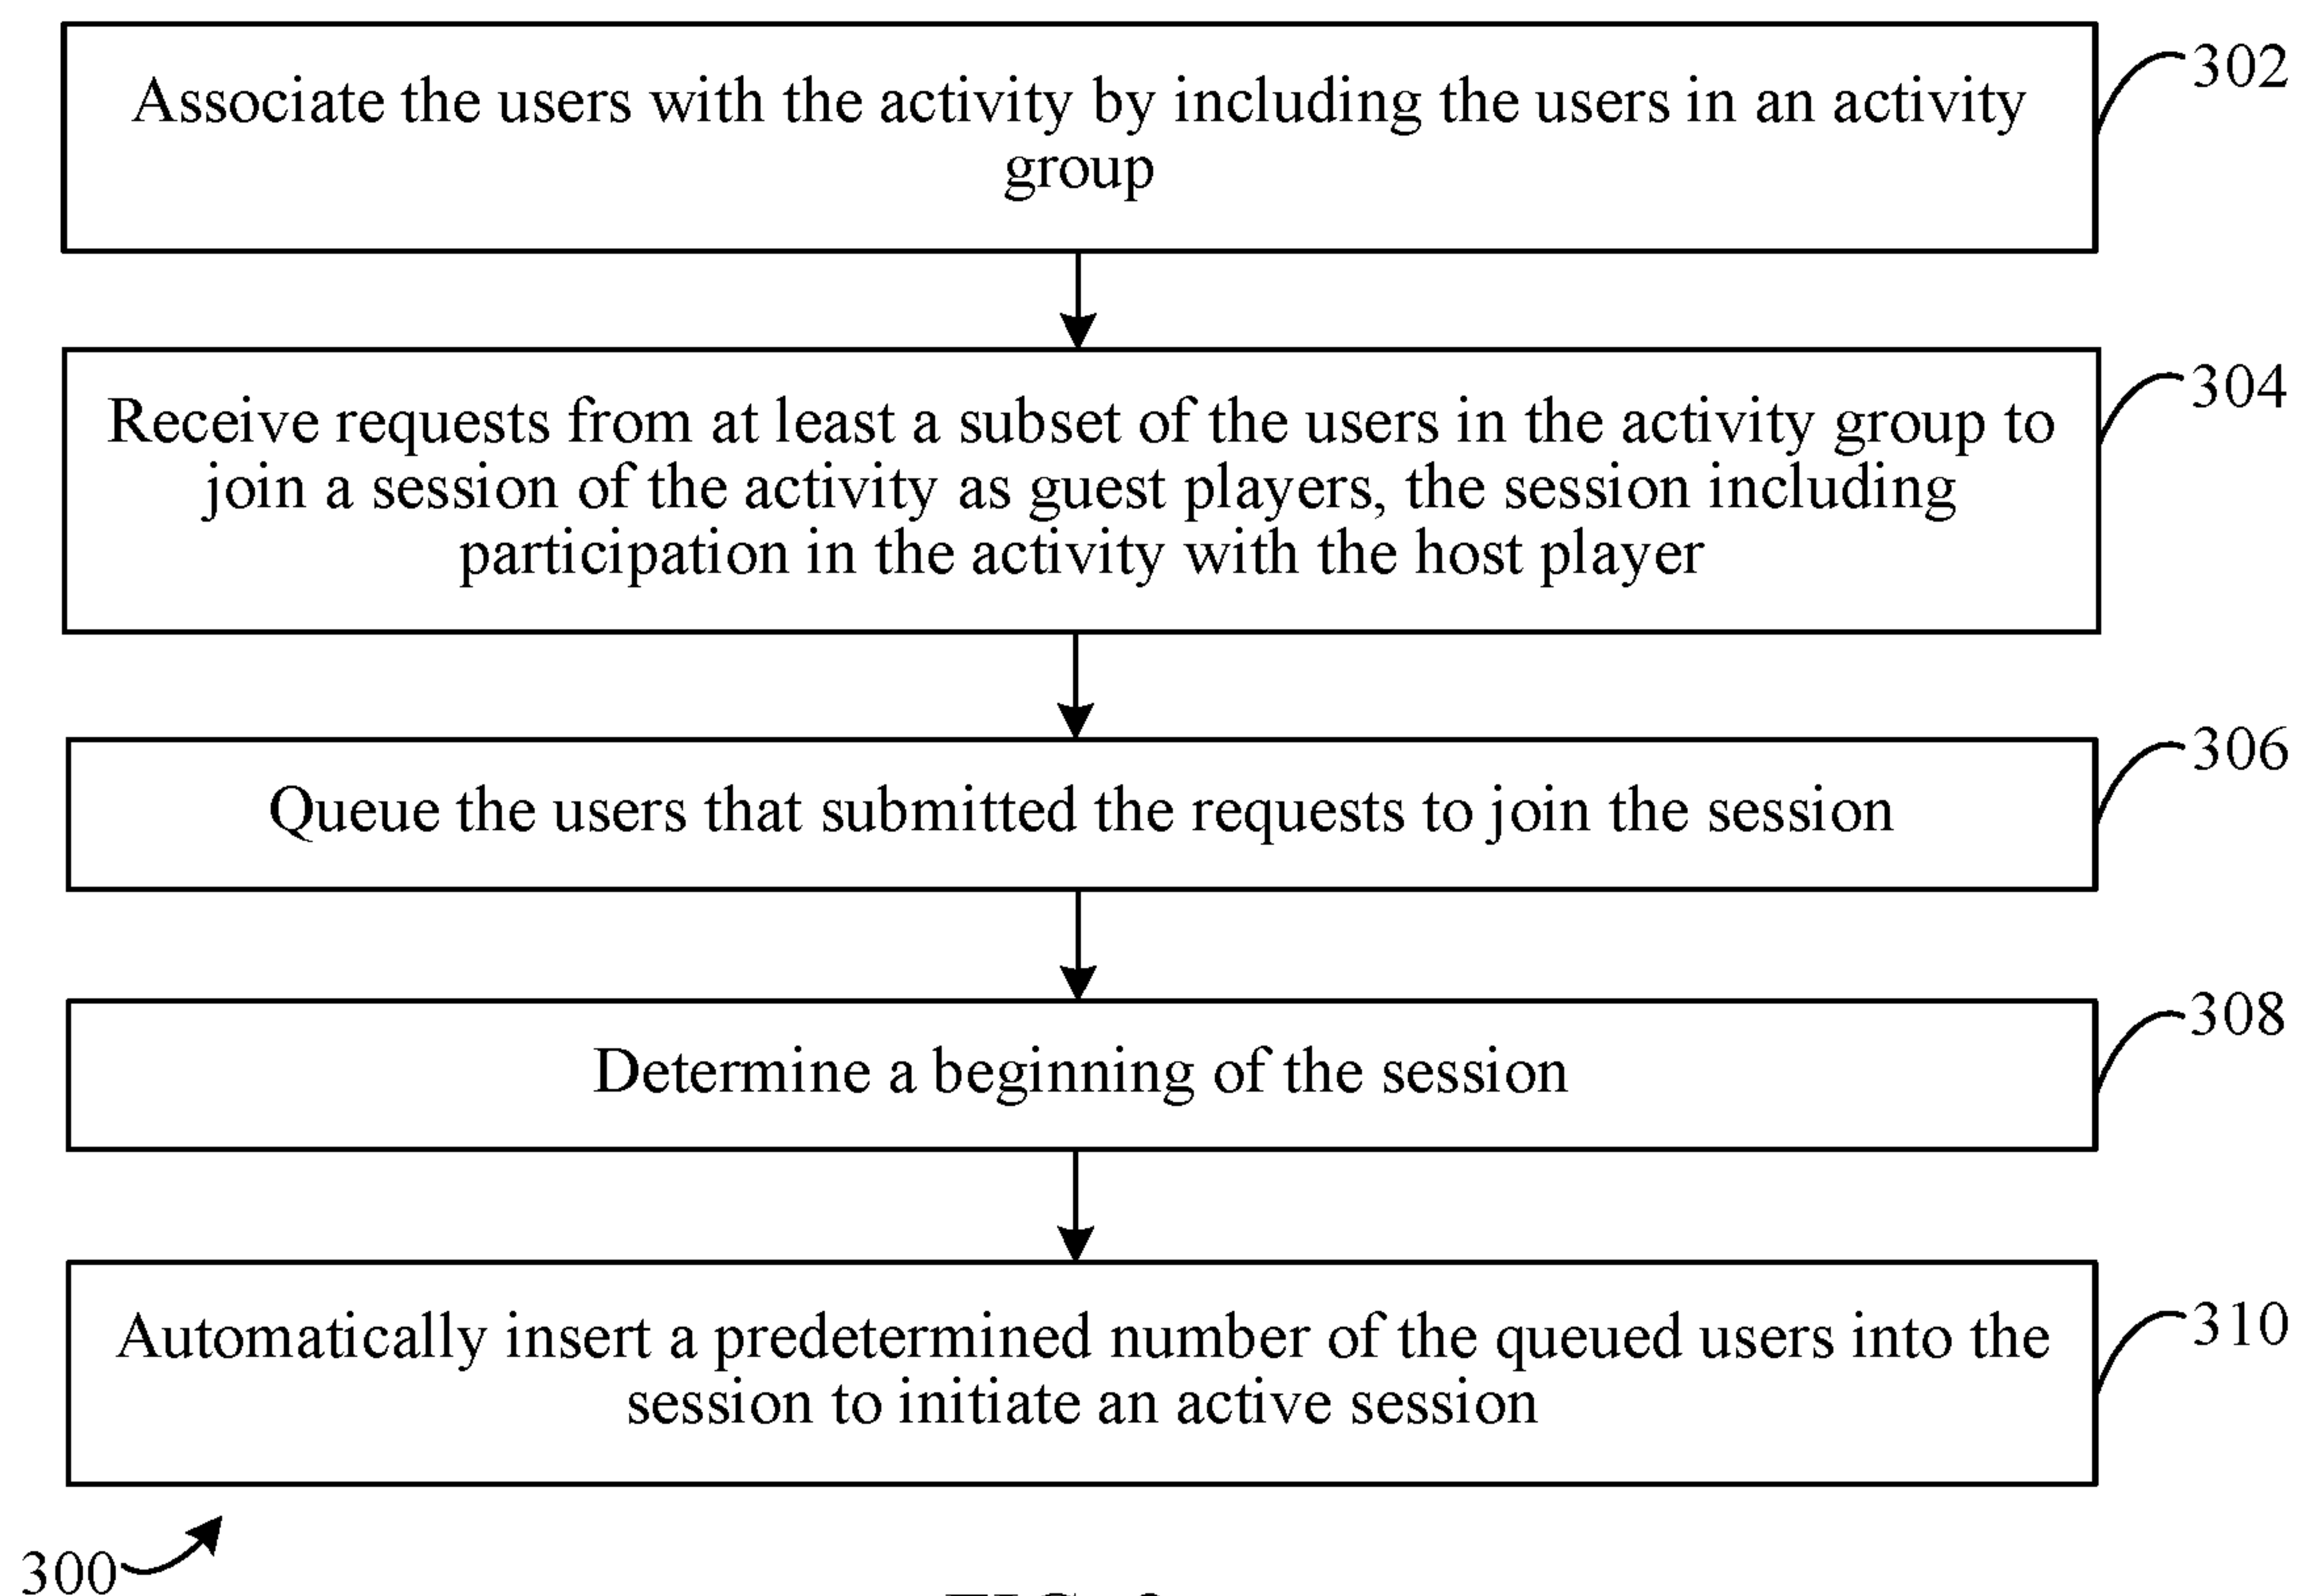 Associate the users with the activity by including the users in an activity
group
302
Receive requests from at least a subset of the users in the activity group to
join a session of the activity as guest players, the session including
participation in the activity with the host player
304
Queue the users that submitted the requests to join the session
306
Determine a beginning of the session
308
Automatically insert a predetermined number of the queued users into the
session to initiate an active session
310
300